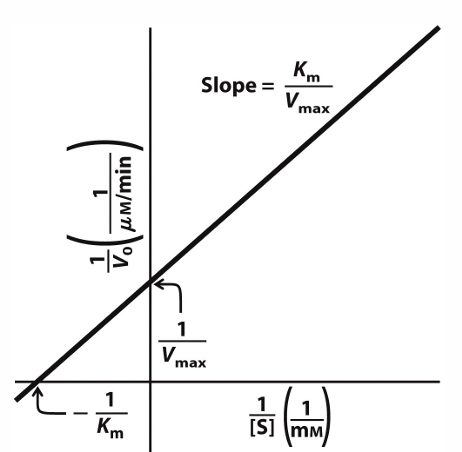 Slope = Km/Vmax
1/V0 (1/μM/min)
1/Vmax
− 1/Km
1/[S] (1/mM)